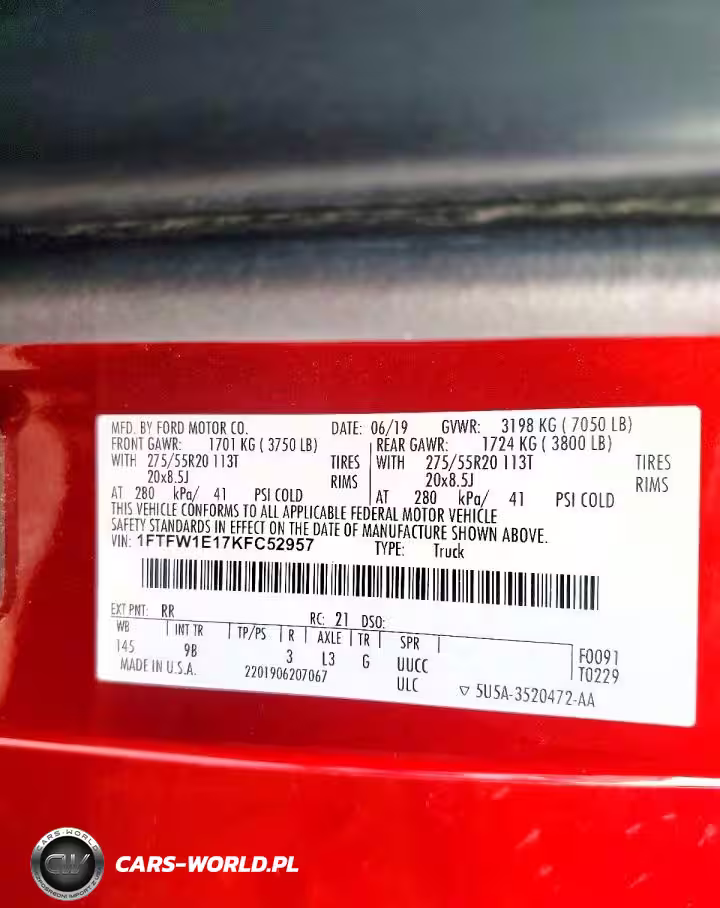 MFD. BY FORD MOTOR CO. DATE: 06/19 GVWR: 3198 KG ( 7050 LB)
FRONT GAWR: 1701 KG ( 3750 LB) REAR GAWR: 1724 KG ( 3800 LB)
WITH 275/55R20 113T TIRES WITH 275/55R20 113T TIRES
20x8.5J RIMS 20x8.5J RIMS
AT 280 kPa/ 41 PSI COLD AT 280 kPa/ 41 PSI COLD
THIS VEHICLE CONFORMS TO ALL APPLICABLE FEDERAL MOTOR VEHICLE
SAFETY STANDARDS IN EFFECT ON THE DATE OF MANUFACTURE SHOWN ABOVE.
VIN: 1FTFW1E17KFC52957 TYPE: Truck
EXT PNT: RR RC: 21 DSO:
WB INT TR TP/PS R AXLE TR SPR
145 9B 3 L3 G UUCC F0091
MADE IN U.S.A. 2201906207067 ULC T0229
▽ 5U5A-3520472-AA
CARS-WORLD
CW
CARS-WORLD.PL